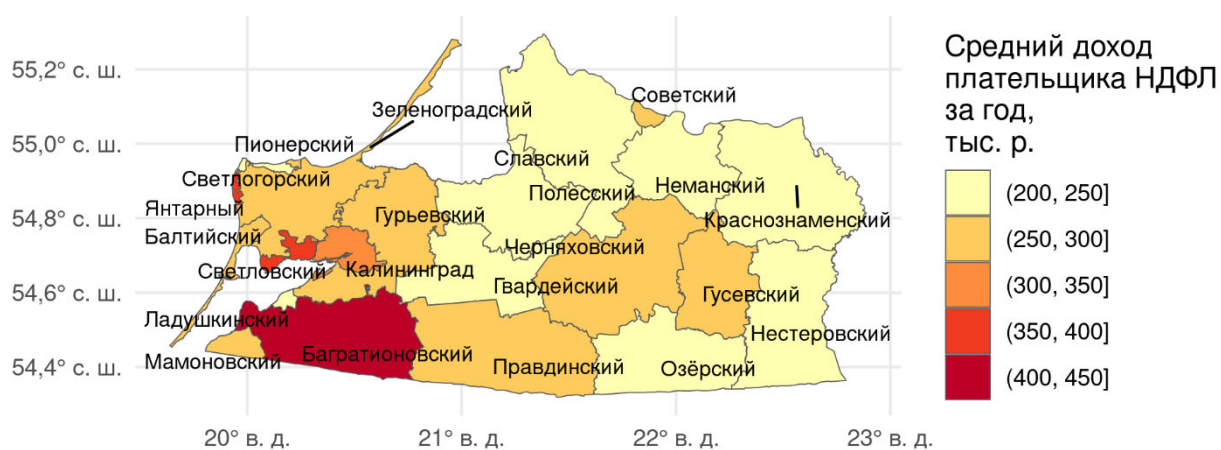 55,2° с. ш.
55,0° с. ш.
54,8° с. ш.
54,6° с. ш.
54,4° с. ш.
Советский
Зеленоградский
Пионерский
Славский
Светлогорский
Полесский
Неманский
Янтарный
Гурьевский
Краснознаменский
Балтийский
Черняховский
Светловский
Калининград
Гвардейский
Гусевский
Ладушкинский
Нестеровский
Мамоновский
Багратионовский
Правдинский
Озёрский
20° в. д.
21° в. д.
22° в. д.
23° в. д.
Средний доход
плательщика НДФЛ
за год,
тыс. р.
(200, 250]
(250, 300]
(300, 350]
(350, 400]
(400, 450]